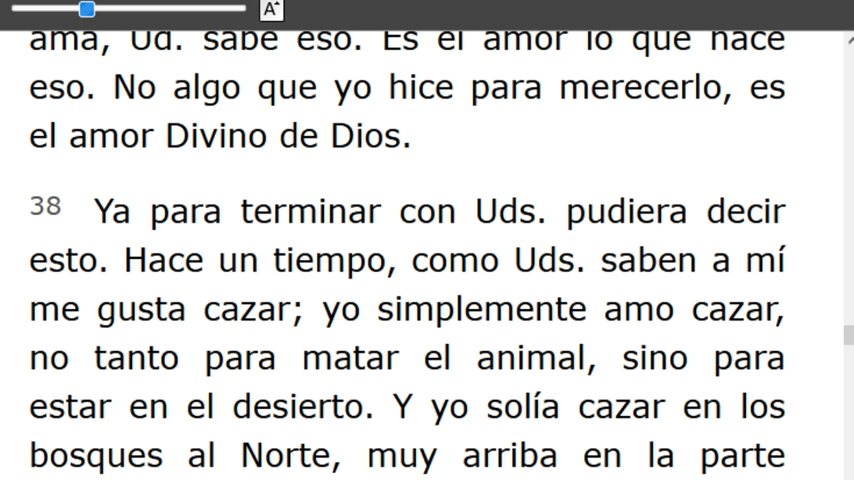 A
ama, Ud. sabe eso. Es el amor lo que hace
eso. No algo que yo hice para merecerlo, es
el amor Divino de Dios.
38 Ya para terminar con Uds. pudiera decir
esto. Hace un tiempo, como Uds. saben a mí
me gusta cazar; yo simplemente amo cazar,
no tanto para matar el animal, sino para
estar en el desierto. Y yo solía cazar en los
bosques al Norte, muy arriba en la parte